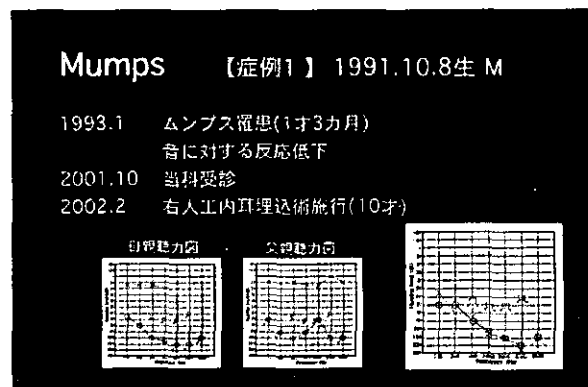 Mumps 【症例1】 1991.10.8生 M
1993.1 ムンプス罹患(1才3カ月)
音に対する反応低下
2001.10 当科受診
2002.2 右人工内耳埋込術施行(10才)
母親聴力図 父親聴力図